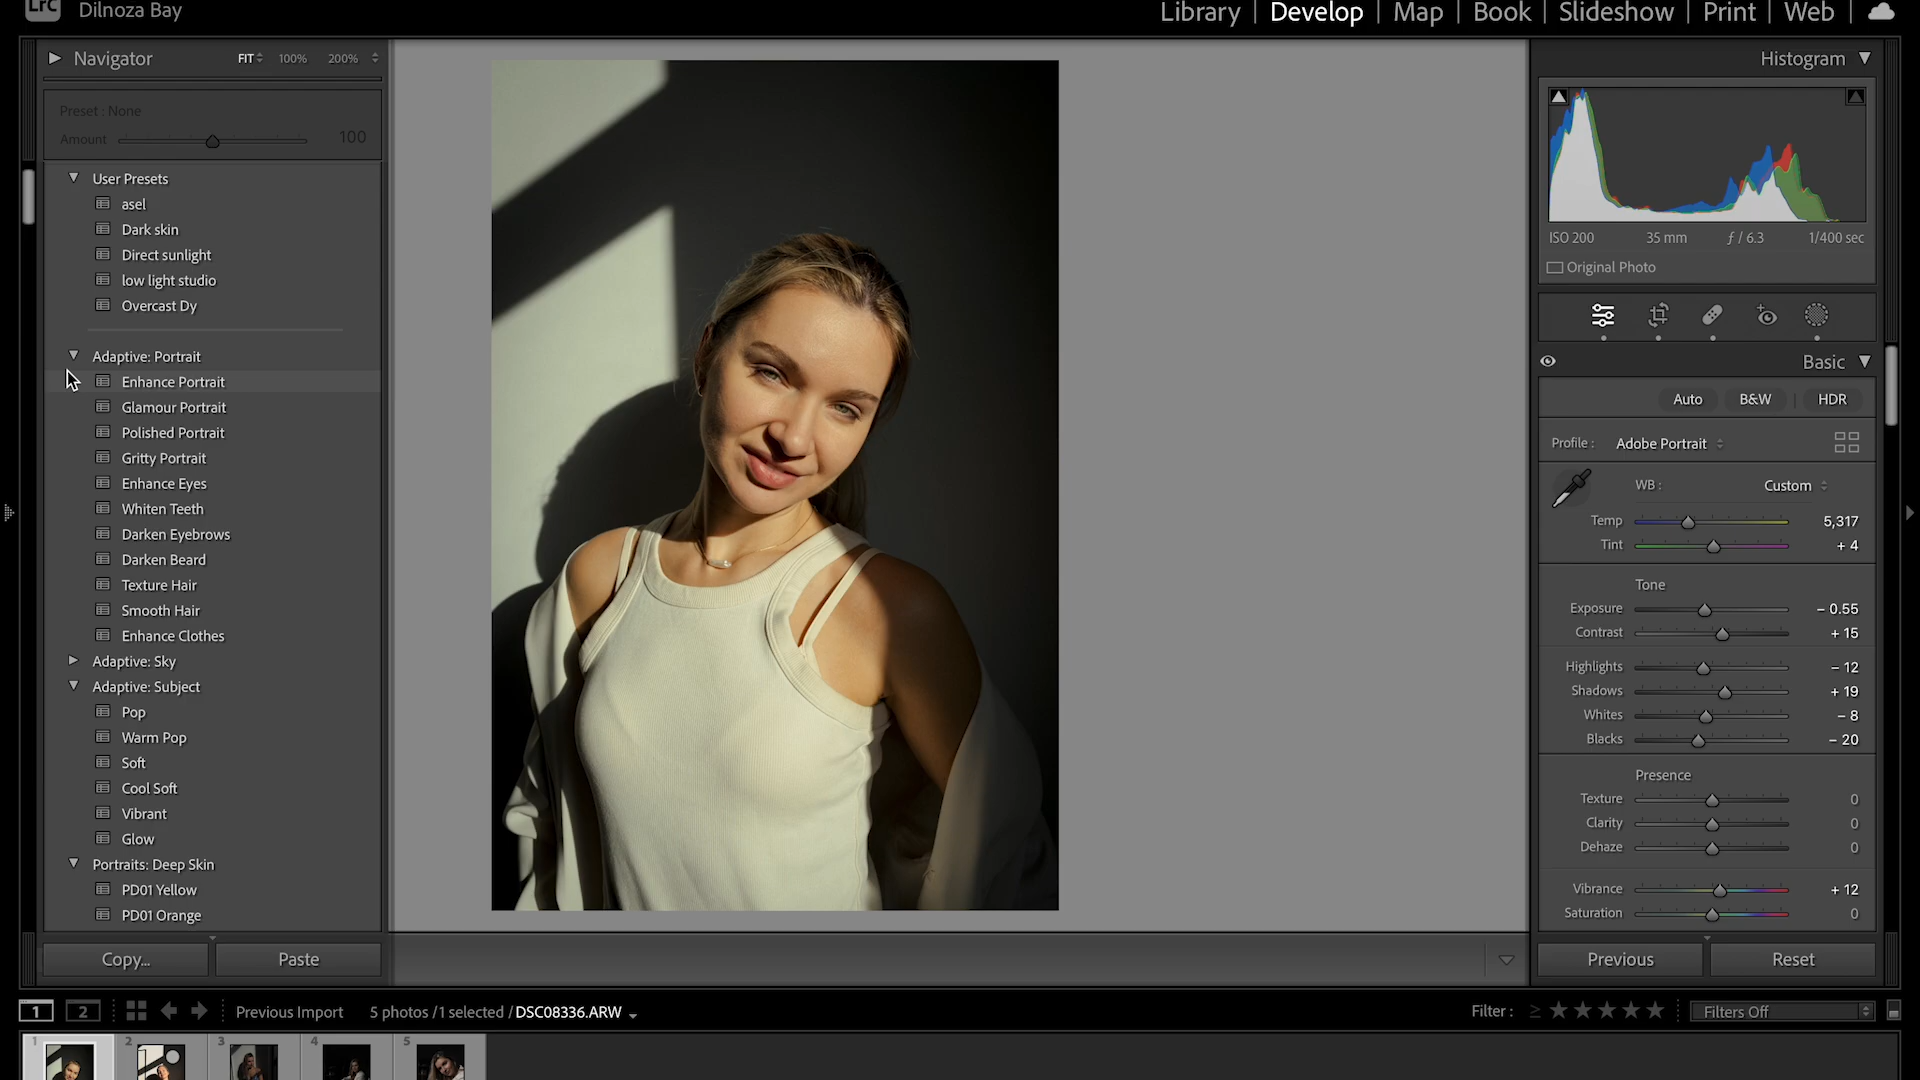 LrC
Dilnoza Bay
Library | Develop | Map | Book | Slideshow | Print | Web |
Navigator FIT 100% 200%
Preset : None
Amount 100
User Presets
asel
Dark skin
Direct sunlight
low light studio
Overcast Dy
Adaptive: Portrait
Enhance Portrait
Glamour Portrait
Polished Portrait
Gritty Portrait
Enhance Eyes
Whiten Teeth
Darken Eyebrows
Darken Beard
Texture Hair
Smooth Hair
Enhance Clothes
Adaptive: Sky
Adaptive: Subject
Pop
Warm Pop
Soft
Cool Soft
Vibrant
Glow
Portraits: Deep Skin
PD01 Yellow
PD01 Orange
Copy... Paste
Histogram
ISO 200 35 mm ƒ / 6.3 1/400 sec
Original Photo
Basic
Auto B&W | HDR
Profile : Adobe Portrait
WB : Custom
Temp 5,317
Tint + 4
Tone
Exposure – 0.55
Contrast + 15
Highlights – 12
Shadows + 19
Whites – 8
Blacks – 20
Presence
Texture 0
Clarity 0
Dehaze 0
Vibrance + 12
Saturation 0
Previous Reset
1 2 Previous Import 5 photos / 1 selected / DSC08336.ARW
Filter : ≥ ★★★★★ Filters Off
1 2 3 4 5